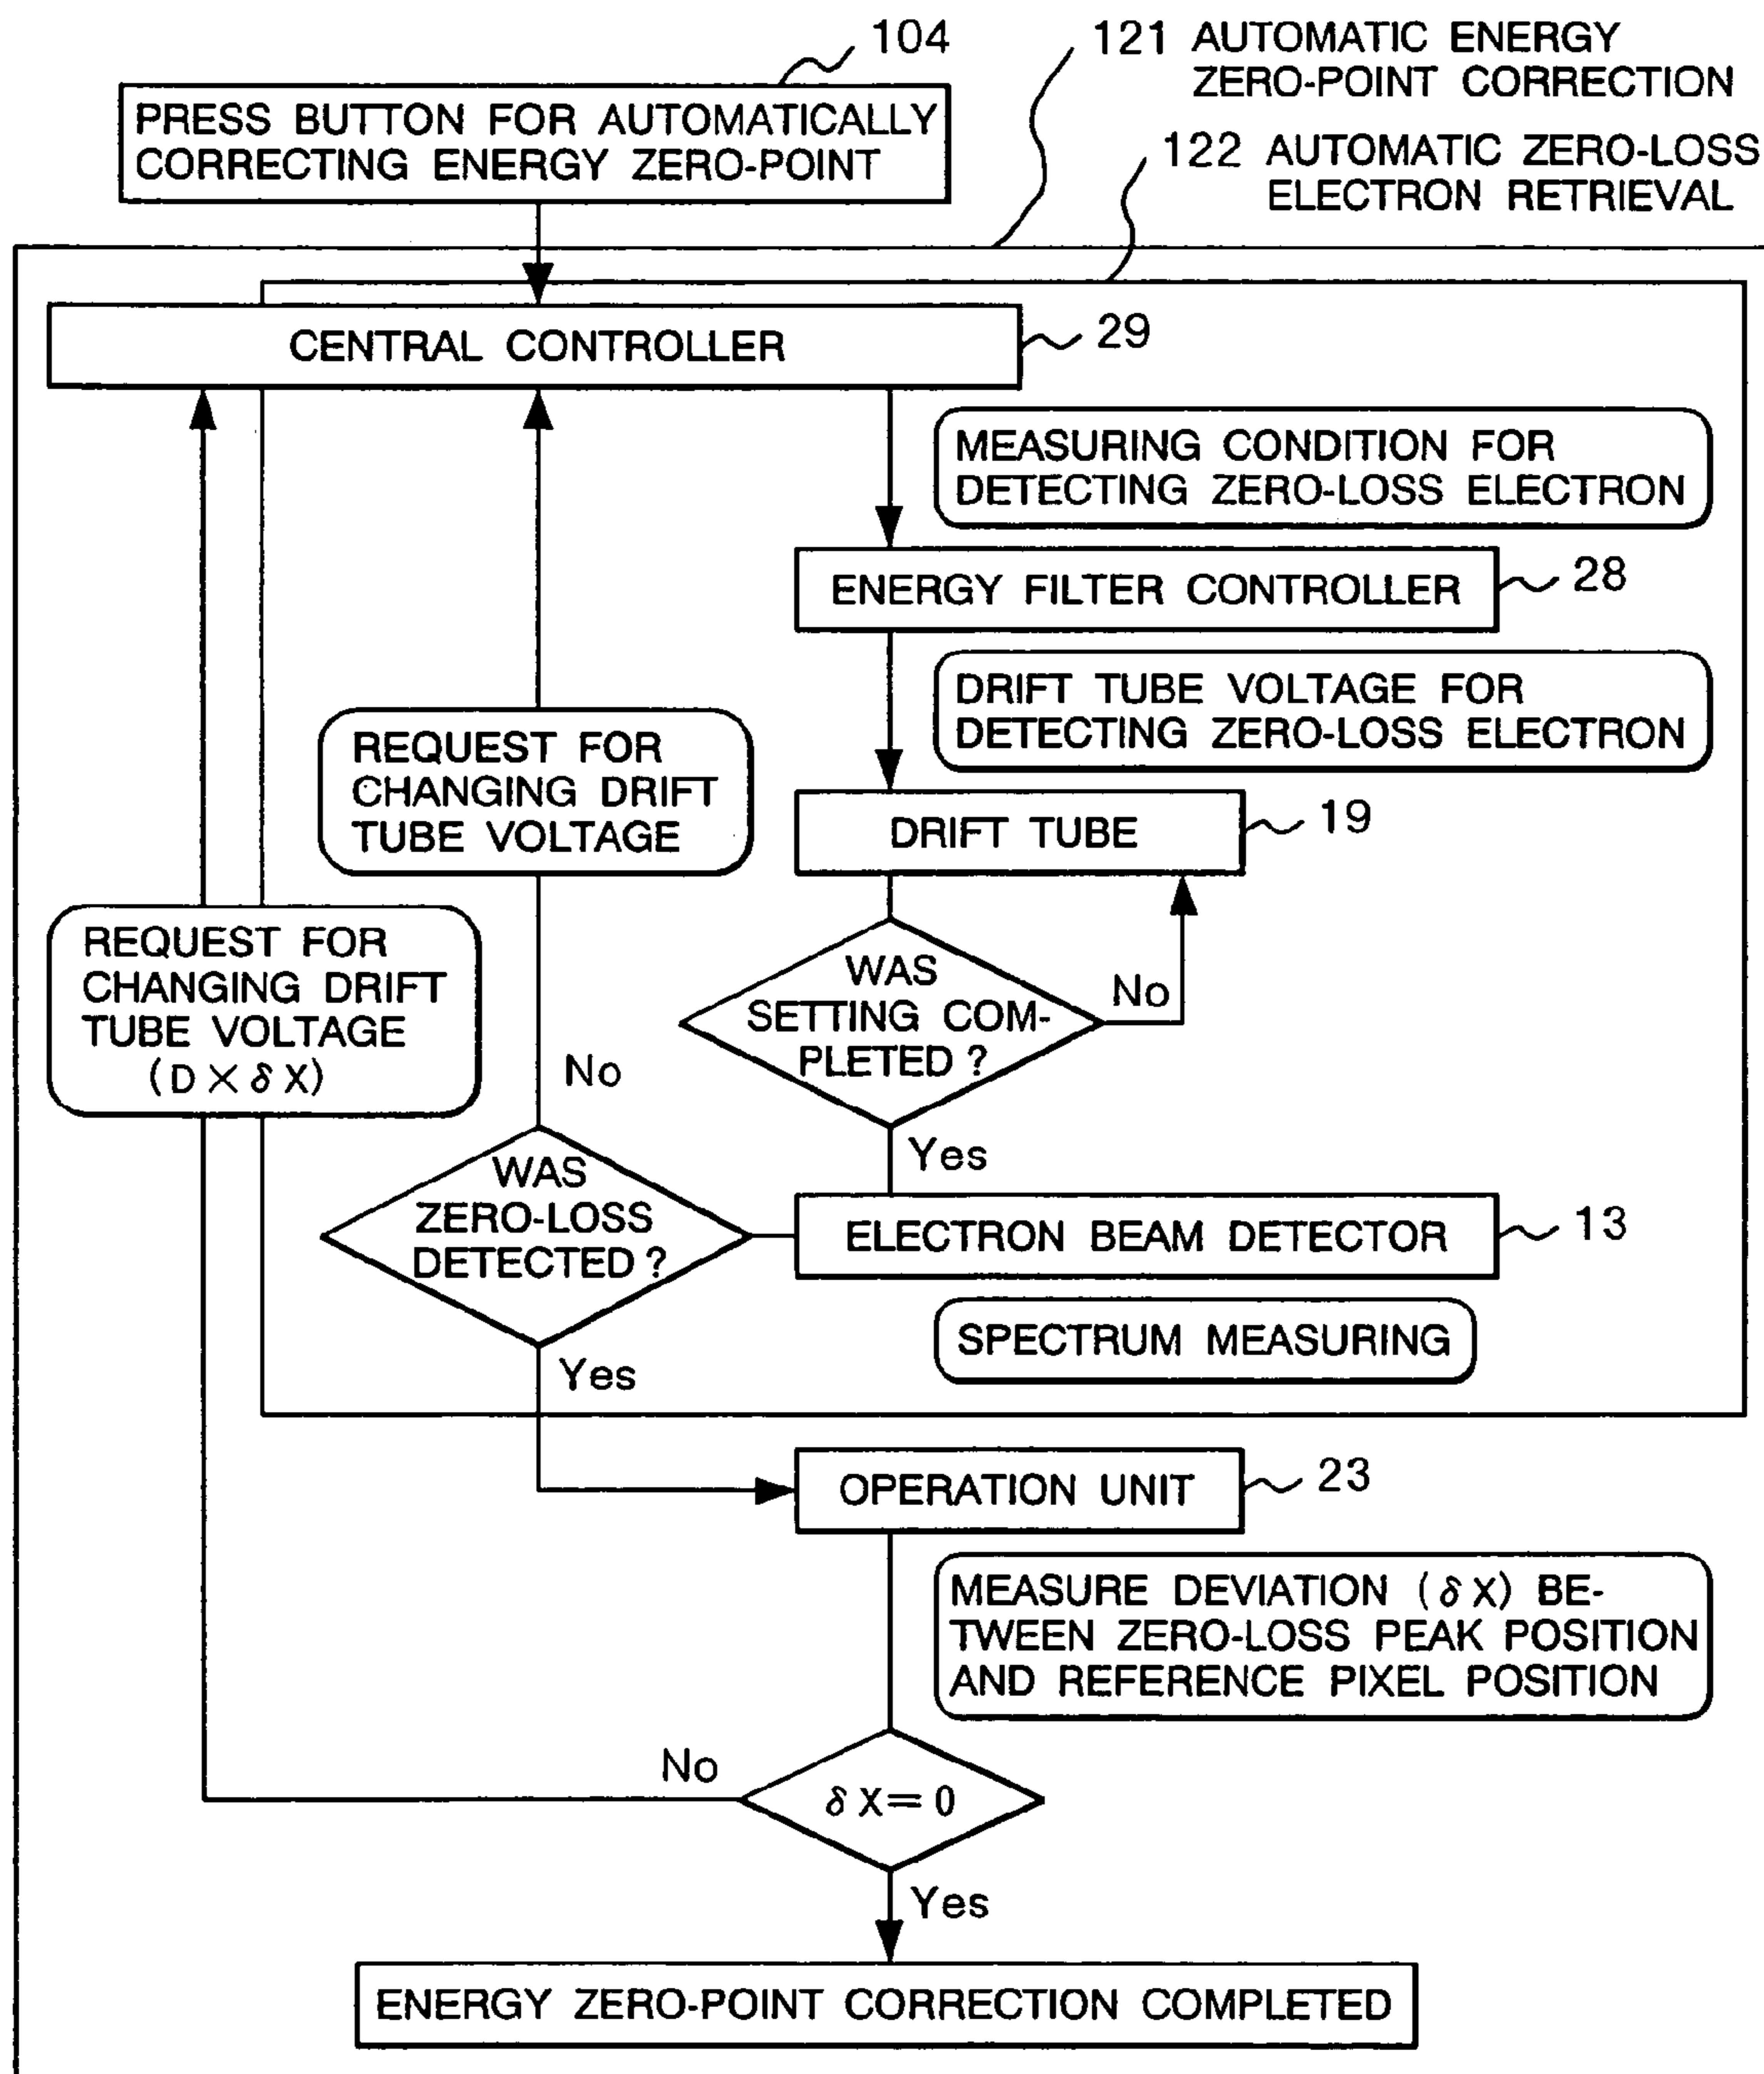 104
121 AUTOMATIC ENERGY
ZERO-POINT CORRECTION
PRESS BUTTON FOR AUTOMATICALLY
CORRECTING ENERGY ZERO-POINT
122 AUTOMATIC ZERO-LOSS
ELECTRON RETRIEVAL
CENTRAL CONTROLLER
29
MEASURING CONDITION FOR
DETECTING ZERO-LOSS ELECTRON
ENERGY FILTER CONTROLLER
28
DRIFT TUBE VOLTAGE FOR
DETECTING ZERO-LOSS ELECTRON
REQUEST FOR
CHANGING DRIFT
TUBE VOLTAGE
DRIFT TUBE
19
REQUEST FOR
CHANGING DRIFT
TUBE VOLTAGE
(D×δX)
WAS
SETTING COM-
PLETED?
No
No
Yes
WAS
ZERO-LOSS
DETECTED?
ELECTRON BEAM DETECTOR
13
SPECTRUM MEASURING
Yes
OPERATION UNIT
23
MEASURE DEVIATION (δX) BE-
TWEEN ZERO-LOSS PEAK POSITION
AND REFERENCE PIXEL POSITION
No
δX=0
Yes
ENERGY ZERO-POINT CORRECTION COMPLETED